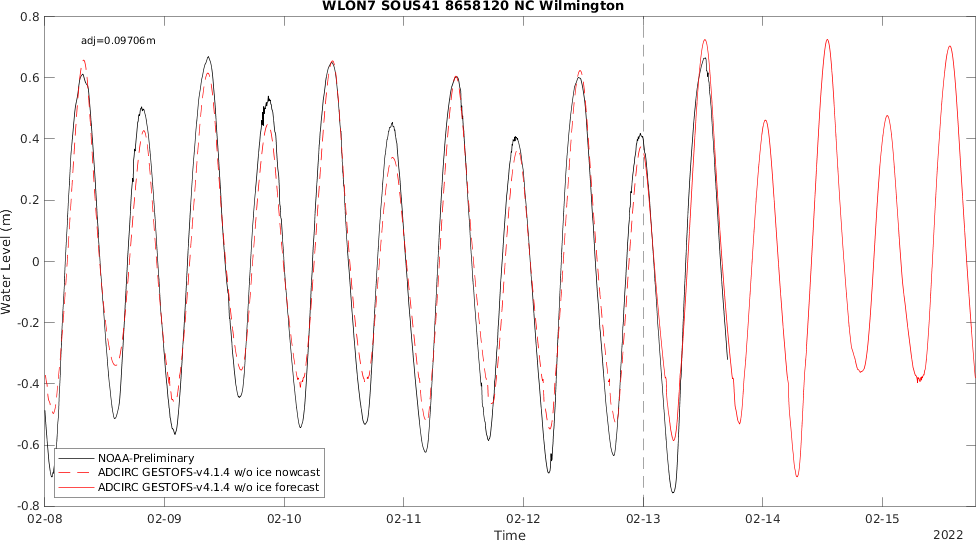 WLON7 SOUS41 8658120 NC Wilmington
adj=0.09706m
0.8
0.6
0.4
0.2
0
-0.2
-0.4
-0.6
-0.8
Water Level (m)
NOAA-Preliminary
ADCIRC GESTOFS-v4.1.4 w/o ice nowcast
ADCIRC GESTOFS-v4.1.4 w/o ice forecast
02-08 02-09 02-10 02-11 02-12 02-13 02-14 02-15
Time
2022